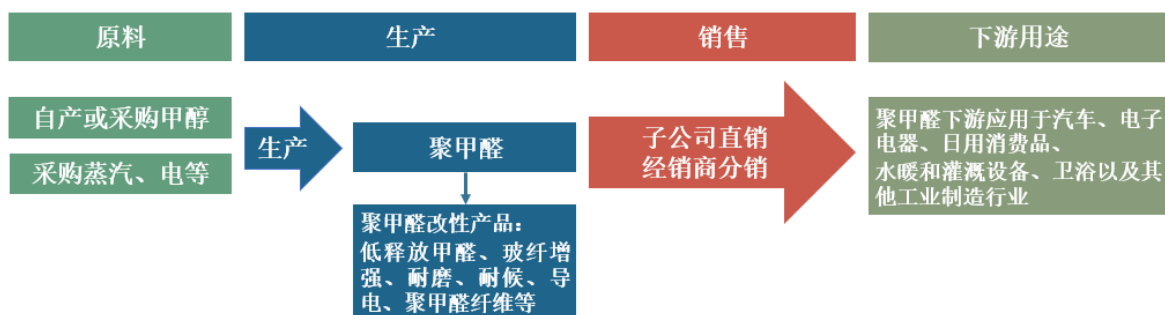 原料
生产
销售
下游用途
自产或采购甲醇
采购蒸汽、电等
生产
聚甲醛
聚甲醛改性产品：
低释放甲醛、玻纤增
强、耐磨、耐候、导
电、聚甲醛纤维等
子公司直销
经销商分销
聚甲醛下游应用于汽车、电子
电器、日用消费品、
水暖和灌溉设备、卫浴以及其
他工业制造行业